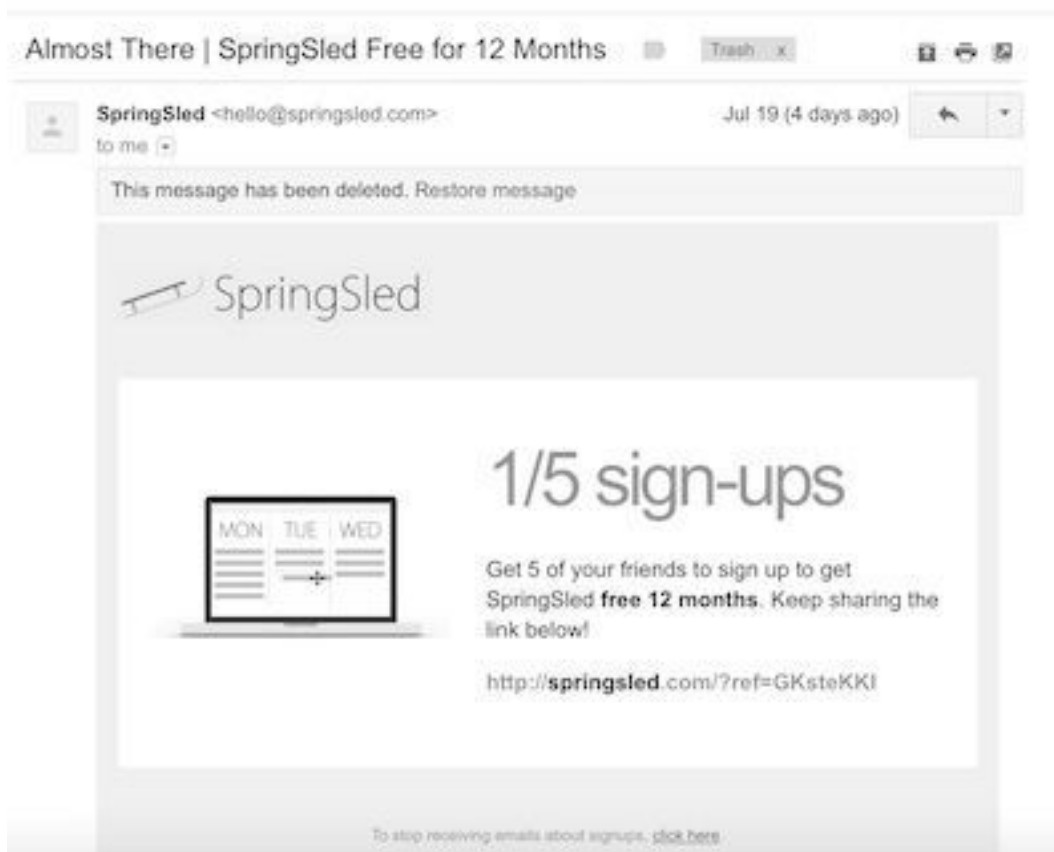 Almost There | SpringSled Free for 12 Months
Trash x
SpringSled <hello@springsled.com>
Jul 19 (4 days ago)
to me
This message has been deleted. Restore message
SpringSled
1/5 sign-ups
MON TUE WED
Get 5 of your friends to sign up to get
SpringSled free 12 months. Keep sharing the
link below!
http://springsled.com/?ref=GKsteKKI
To stop receiving emails about signups, click here.